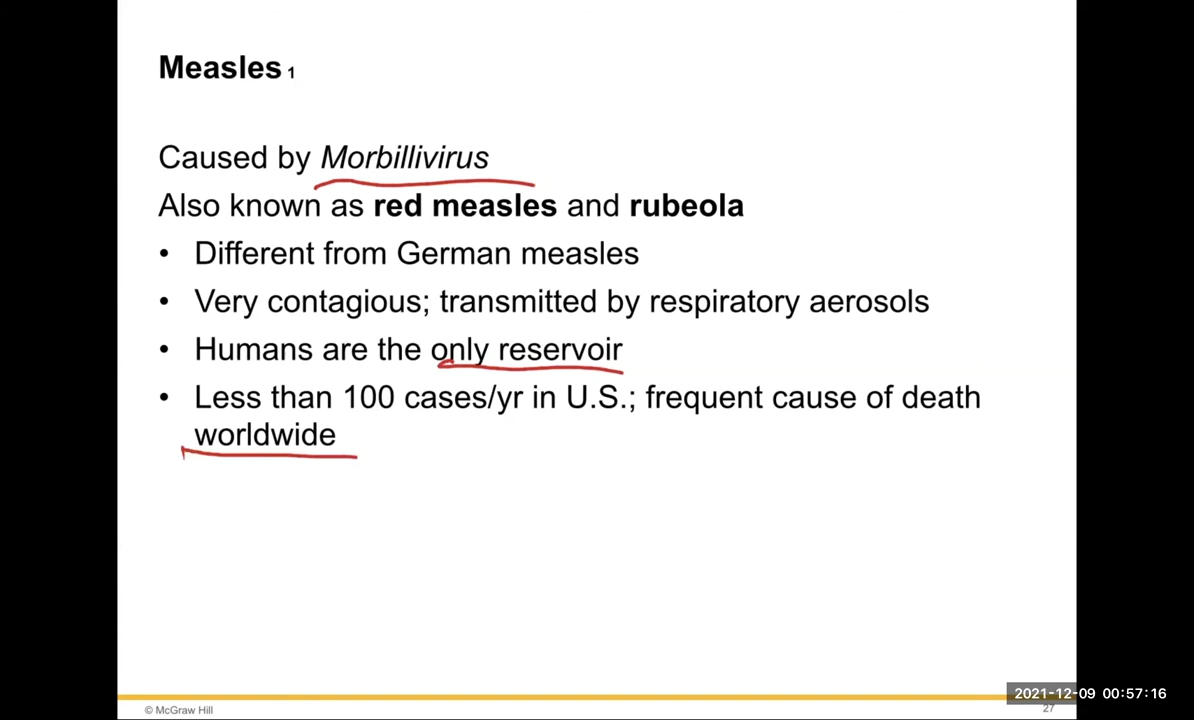 Measles 1
Caused by Morbillivirus
Also known as red measles and rubeola
• Different from German measles
• Very contagious; transmitted by respiratory aerosols
• Humans are the only reservoir
• Less than 100 cases/yr in U.S.; frequent cause of death
worldwide
2021-12-09 00:57:16
© McGraw Hill
27